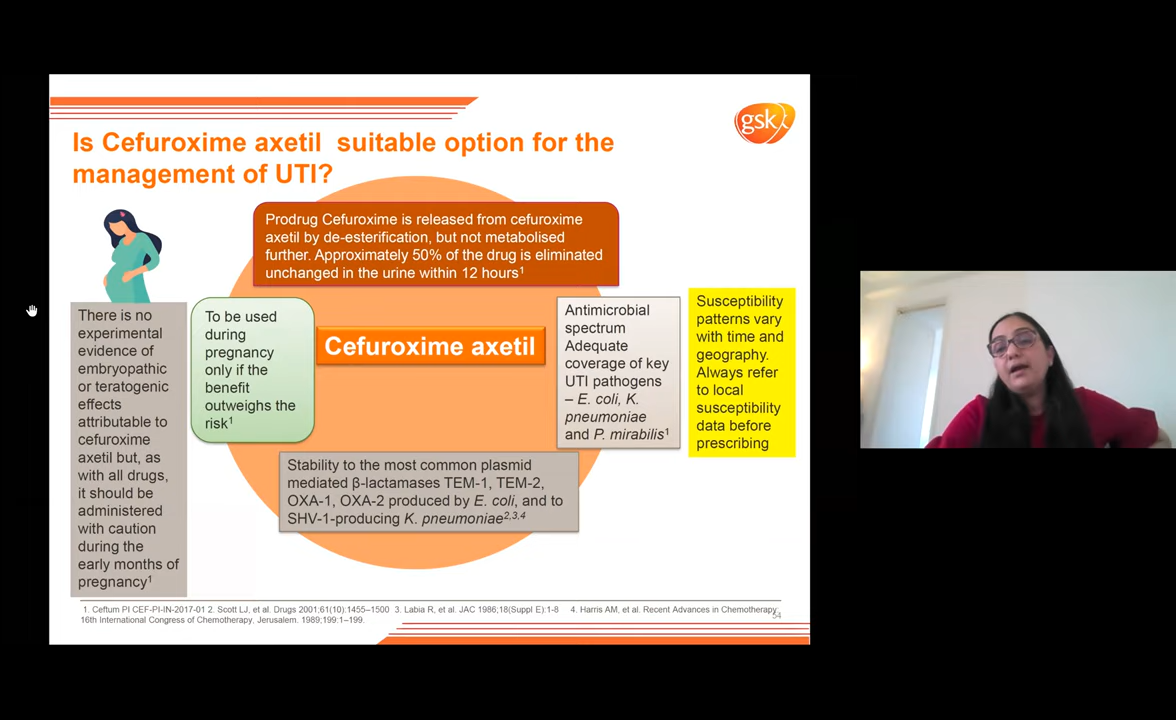 gsk
Is Cefuroxime axetil suitable option for the
management of UTI?
Prodrug Cefuroxime is released from cefuroxime
axetil by de-esterification, but not metabolised
further. Approximately 50% of the drug is eliminated
unchanged in the urine within 12 hours1
There is no
experimental
evidence of
embryopathic
or teratogenic
effects
attributable to
cefuroxime
axetil but, as
with all drugs,
it should be
administered
with caution
during the
early months of
pregnancy1
To be used
during
pregnancy
only if the
benefit
outweighs the
risk1
Cefuroxime axetil
Antimicrobial
spectrum
Adequate
coverage of key
UTI pathogens
– E. coli, K.
pneumoniae
and P. mirabilis1
Susceptibility
patterns vary
with time and
geography.
Always refer
to local
susceptibility
data before
prescribing
Stability to the most common plasmid
mediated β-lactamases TEM-1, TEM-2,
OXA-1, OXA-2 produced by E. coli, and to
SHV-1-producing K. pneumoniae2,3,4
1. Ceftum PI CEF-PI-IN-2017-01 2. Scott LJ, et al. Drugs 2001;61(10):1455–1500 3. Labia R, et al. JAC 1986;18(Suppl E):1-8 4. Harris AM, et al. Recent Advances in Chemotherapy,
16th International Congress of Chemotherapy, Jerusalem. 1989;199:1–199.
54